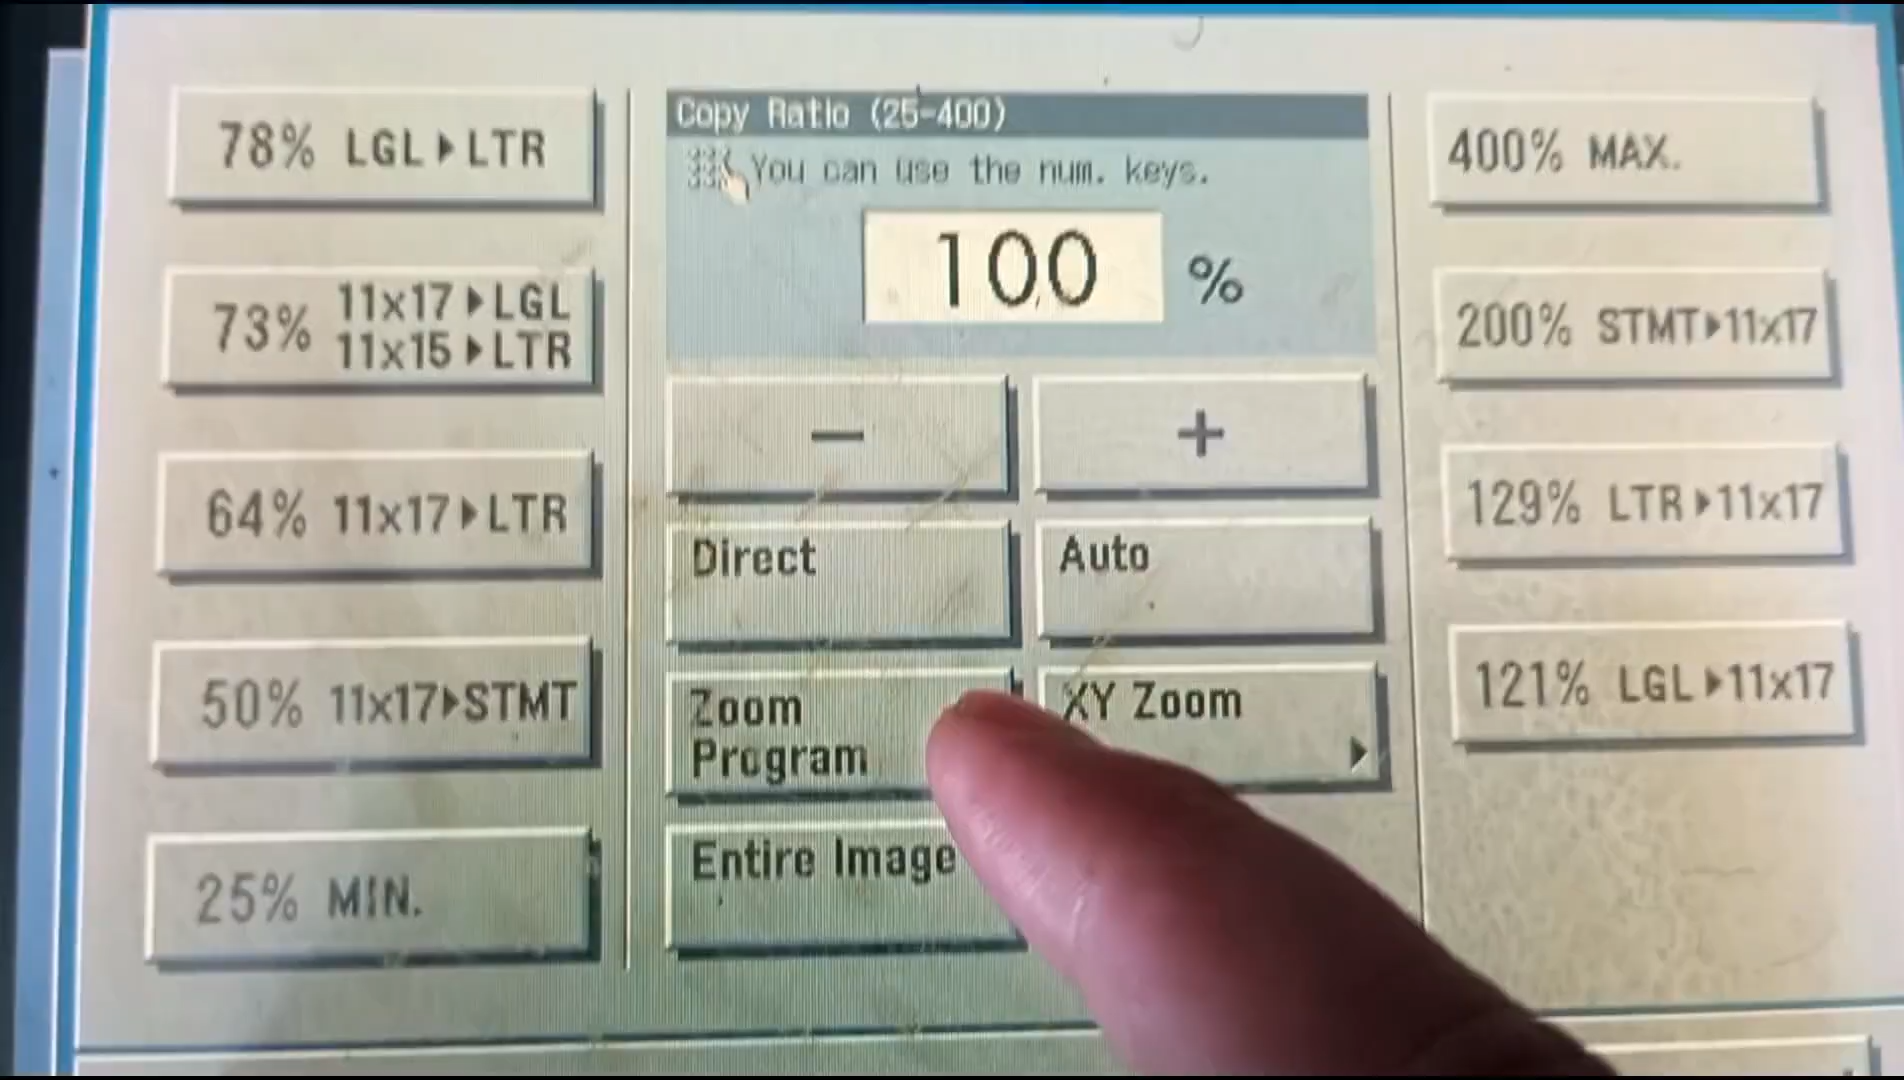 78% LGL▶LTR
73% 11x17▶LGL
11x15▶LTR
64% 11x17▶LTR
50% 11x17▶STMT
25% MIN.
Copy Ratio (25-400)
You can use the num. keys.
100 %
−
+
Direct
Auto
Zoom
Program
XY Zoom
▶
Entire Image
400% MAX.
200% STMT▶11x17
129% LTR▶11x17
121% LGL▶11x17